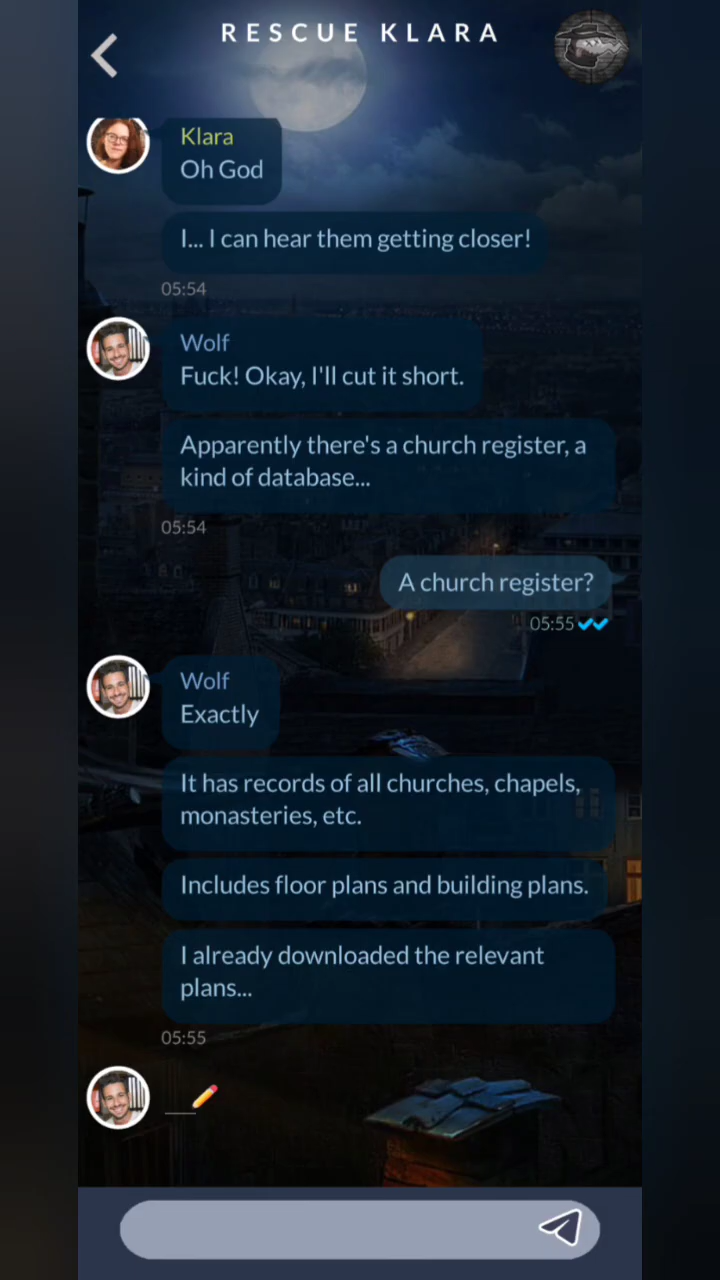 RESCUE KLARA
Klara
Oh God
I... I can hear them getting closer!
05:54
Wolf
Fuck! Okay, I'll cut it short.
Apparently there's a church register, a
kind of database...
05:54
A church register?
05:55
Wolf
Exactly
It has records of all churches, chapels,
monasteries, etc.
Includes floor plans and building plans.
I already downloaded the relevant
plans...
05:55